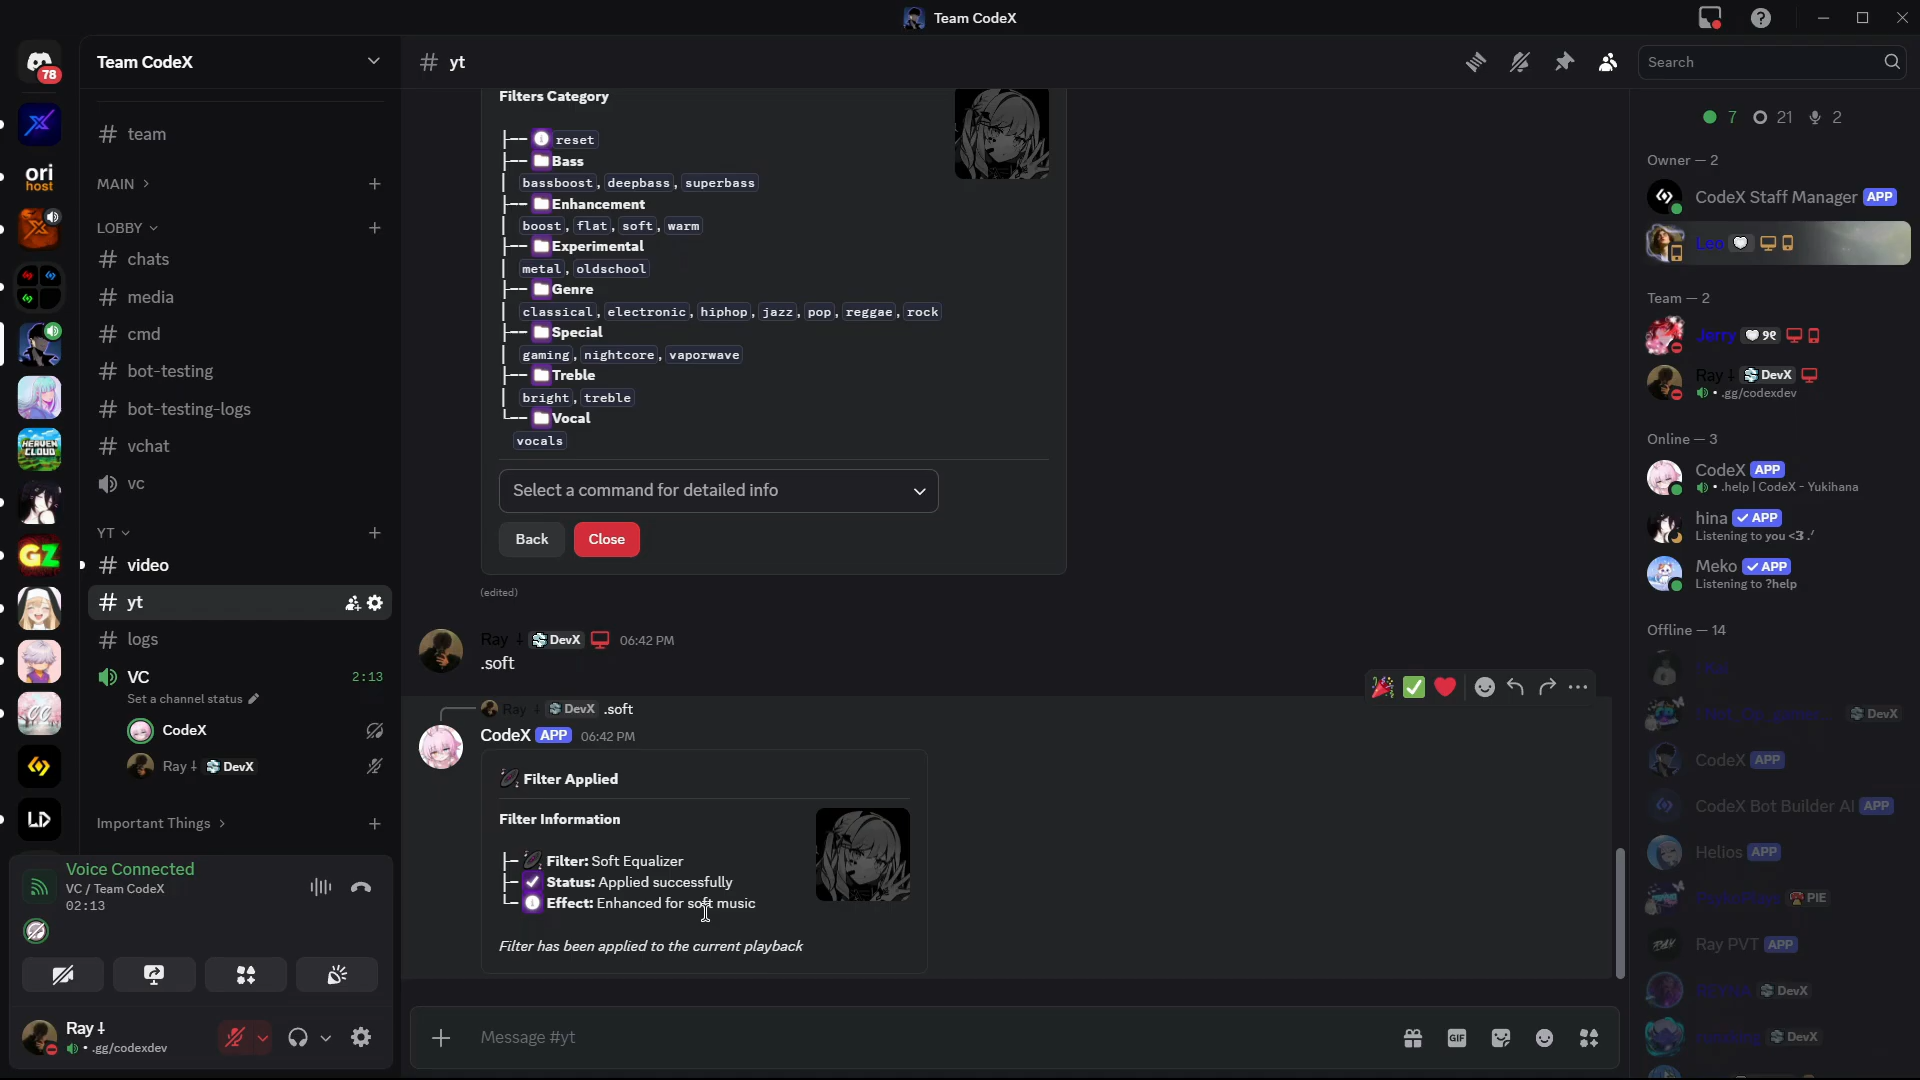 Team CodeX
78
Team CodeX
# yt
Search
ori
host
GZ
HEAVEN
CLOUD
CC
LD
# team
MAIN
LOBBY
# chats
# media
# cmd
# bot-testing
# bot-testing-logs
# vchat
vc
YT
# video
# yt
# logs
VC 2:13
Set a channel status
CodeX
Ray DevX
Important Things
Voice Connected
VC / Team CodeX
02:13
Ray
.gg/codexdev
Filters Category
├── reset
├── Bass
│ bassboost, deepbass, superbass
├── Enhancement
│ boost, flat, soft, warm
├── Experimental
│ metal, oldschool
├── Genre
│ classical, electronic, hiphop, jazz, pop, reggae, rock
├── Special
│ gaming, nightcore, vaporwave
├── Treble
│ bright, treble
└── Vocal
vocals
Select a command for detailed info
Back Close
(edited)
Ray DevX 06:42 PM
.soft
Ray DevX .soft
CodeX APP 06:42 PM
Filter Applied
Filter Information
├─ Filter: Soft Equalizer
├─ Status: Applied successfully
└─ Effect: Enhanced for soft music
Filter has been applied to the current playback
Message #yt
GIF
7 21 2
Owner — 2
CodeX Staff Manager APP
Leo
Team — 2
Jerry 9ę
Ray DevX
.gg/codexdev
Online — 3
CodeX APP
• .help | CodeX - Yukihana
hina ✓ APP
Listening to you <3 .ᐟ
Meko ✓ APP
Listening to ?help
Offline — 14
DevX
CodeX APP
CodeX Bot Builder AI APP
Helios APP
PIE
Ray PVT APP
DevX
DevX